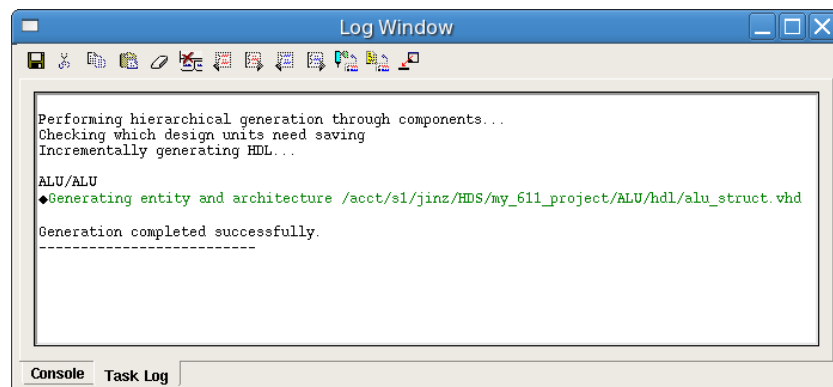 Log Window
Performing hierarchical generation through components...
Checking which design units need saving
Incrementally generating HDL...
ALU/ALU
◆Generating entity and architecture /acct/s1/jinz/HDS/my_611_project/ALU/hdl/alu_struct.vhd
Generation completed successfully.
--------------------------
Console Task Log